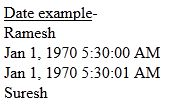 Date example-
Ramesh
Jan 1, 1970 5:30:00 AM
Jan 1, 1970 5:30:01 AM
Suresh